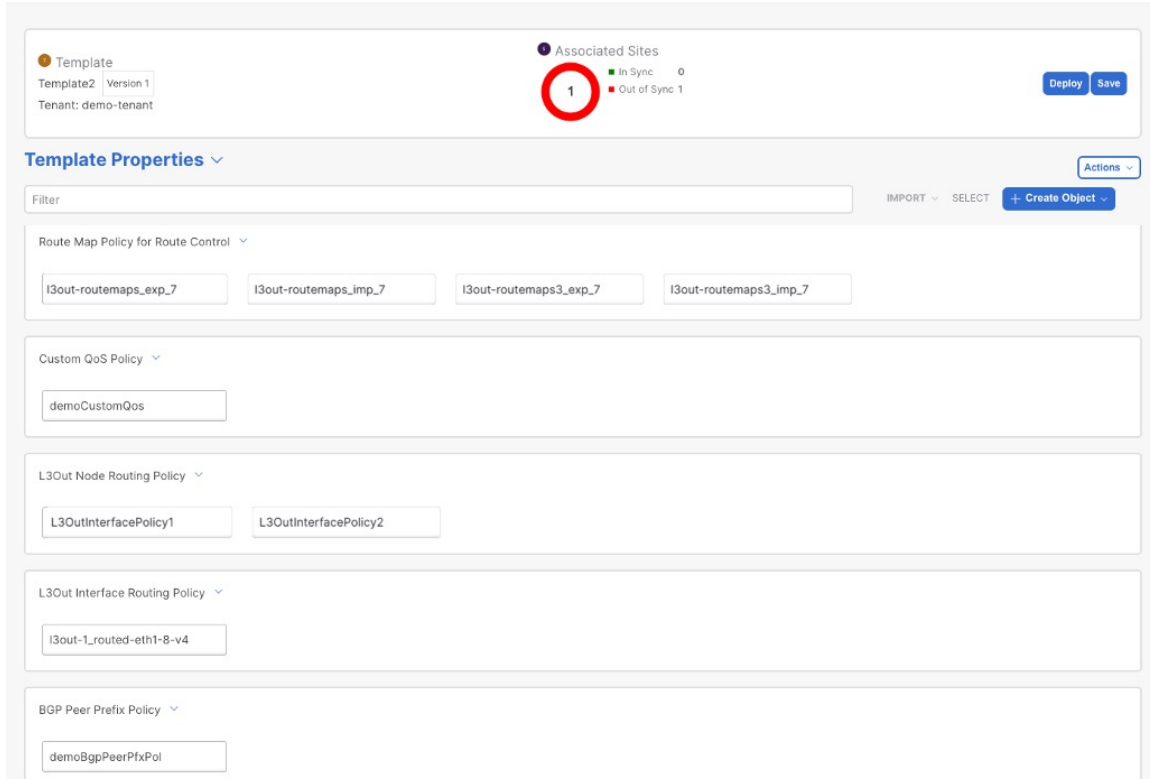 Template
Template2 Version 1
Tenant: demo-tenant
Associated Sites
1
In Sync 0
Out of Sync 1
Deploy Save
Template Properties
Actions
Filter
IMPORT SELECT + Create Object
Route Map Policy for Route Control
l3out-routemaps_exp_7 l3out-routemaps_imp_7 l3out-routemaps3_exp_7 l3out-routemaps3_imp_7
Custom QoS Policy
demoCustomQos
L3Out Node Routing Policy
L3OutInterfacePolicy1 L3OutInterfacePolicy2
L3Out Interface Routing Policy
l3out-1_routed-eth1-8-v4
BGP Peer Prefix Policy
demoBgpPeerPfxPol